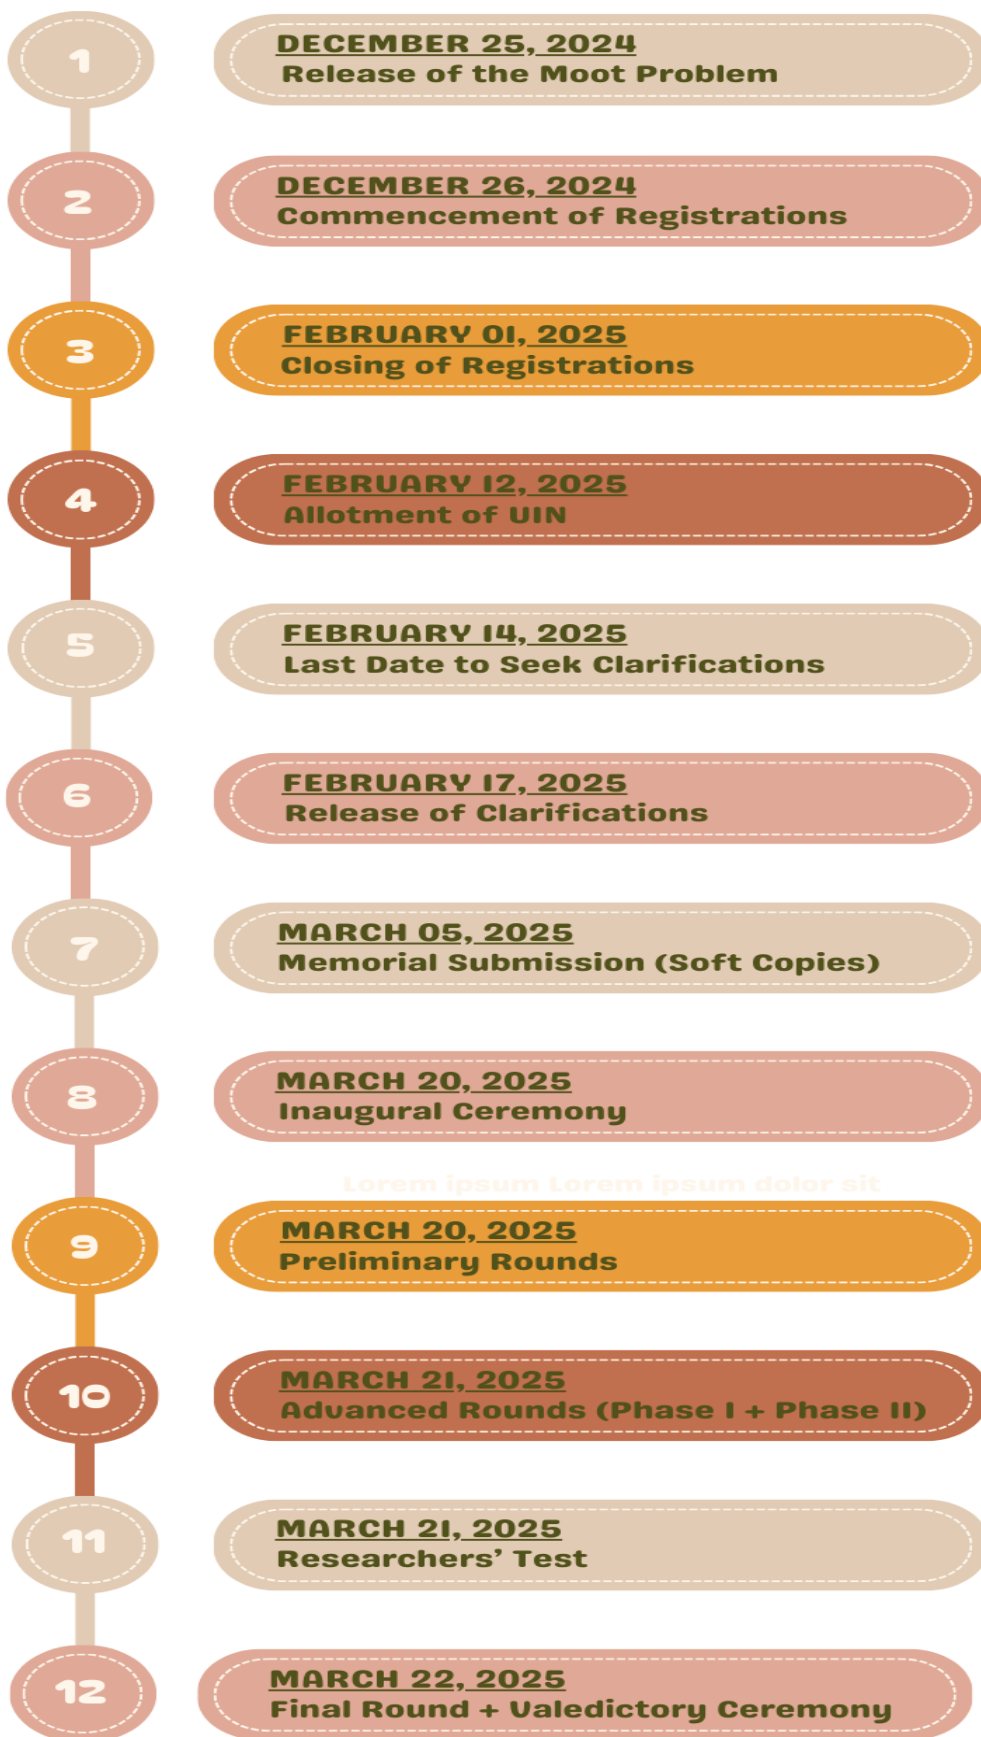 1
DECEMBER 25, 2024
Release of the Moot Problem
2
DECEMBER 26, 2024
Commencement of Registrations
3
FEBRUARY 01, 2025
Closing of Registrations
4
FEBRUARY 12, 2025
Allotment of UIN
5
FEBRUARY 14, 2025
Last Date to Seek Clarifications
6
FEBRUARY 17, 2025
Release of Clarifications
7
MARCH 05, 2025
Memorial Submission (Soft Copies)
8
MARCH 20, 2025
Inaugural Ceremony
Lorem ipsum Lorem ipsum dolor sit
9
MARCH 20, 2025
Preliminary Rounds
10
MARCH 21, 2025
Advanced Rounds (Phase I + Phase II)
11
MARCH 21, 2025
Researchers’ Test
12
MARCH 22, 2025
Final Round + Valedictory Ceremony